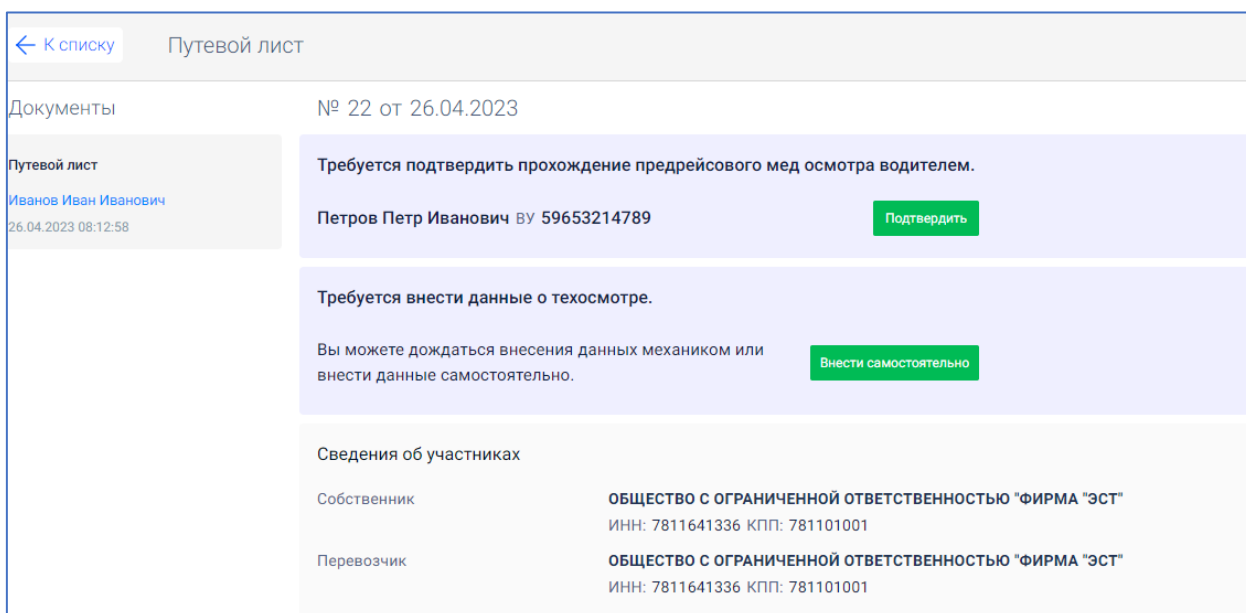 ← К списку
Путевой лист
Документы
№ 22 от 26.04.2023
Путевой лист
Иванов Иван Иванович
26.04.2023 08:12:58
Требуется подтвердить прохождение предрейсового мед осмотра водителем.
Петров Петр Иванович ВУ 59653214789
Подтвердить
Требуется внести данные о техосмотре.
Вы можете дождаться внесения данных механиком или
внести данные самостоятельно.
Внести самостоятельно
Сведения об участниках
Собственник
ОБЩЕСТВО С ОГРАНИЧЕННОЙ ОТВЕТСТВЕННОСТЬЮ "ФИРМА "ЭСТ"
ИНН: 7811641336 КПП: 781101001
Перевозчик
ОБЩЕСТВО С ОГРАНИЧЕННОЙ ОТВЕТСТВЕННОСТЬЮ "ФИРМА "ЭСТ"
ИНН: 7811641336 КПП: 781101001